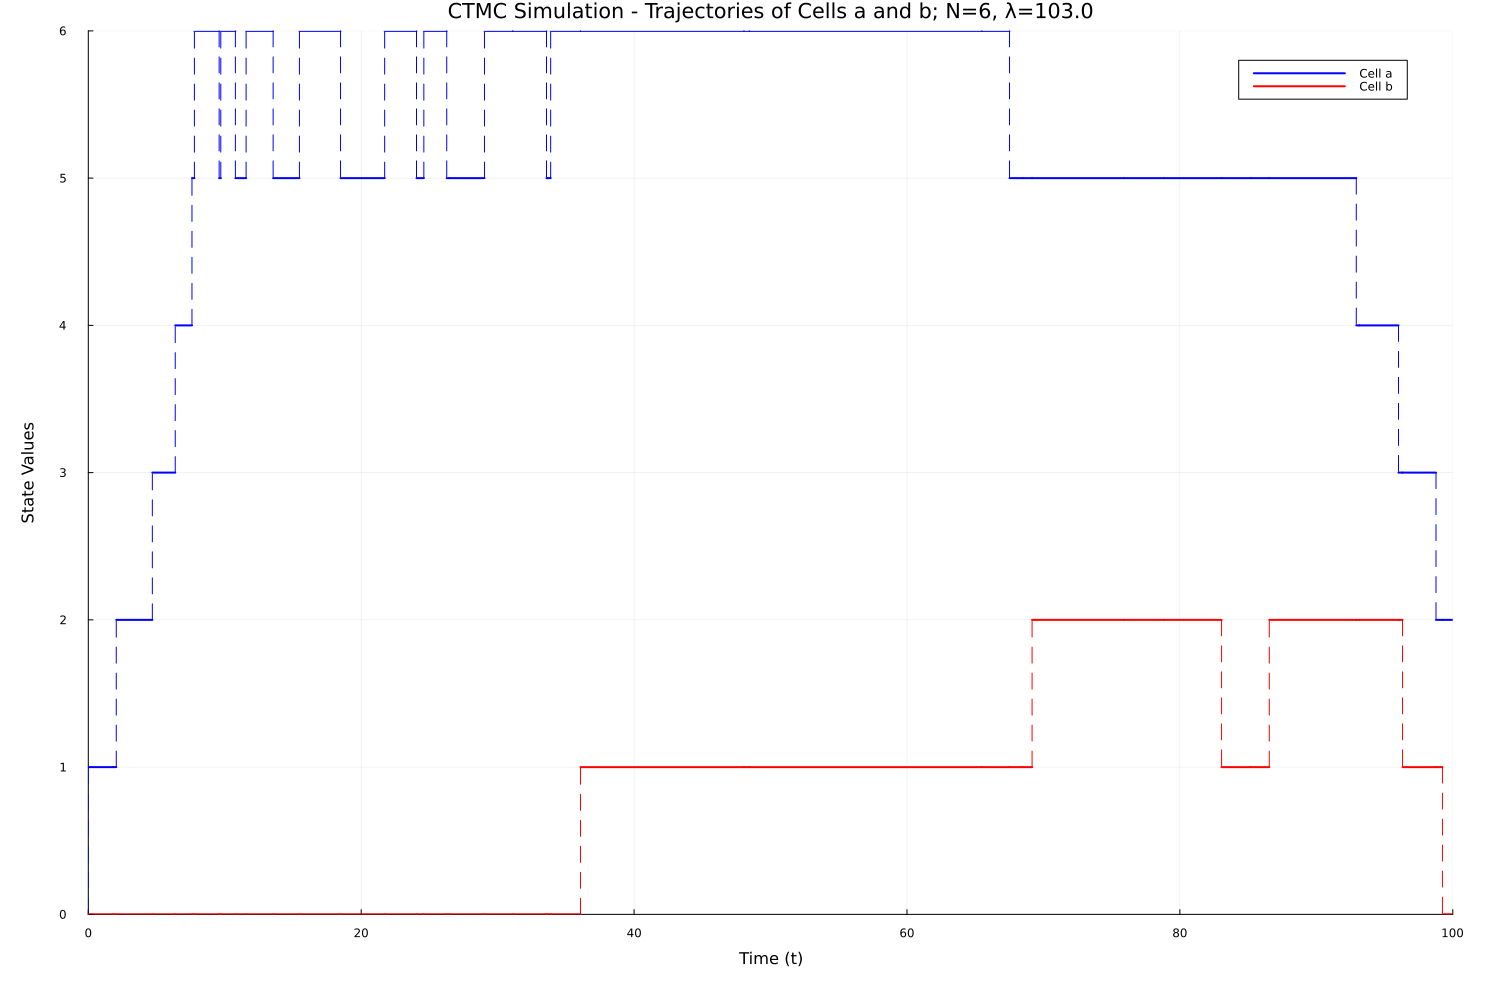 CTMC Simulation - Trajectories of Cells a and b; N=6, λ=103.0
Cell a
Cell b
State Values
6
5
4
3
2
1
0
0 20 40 60 80 100
Time (t)